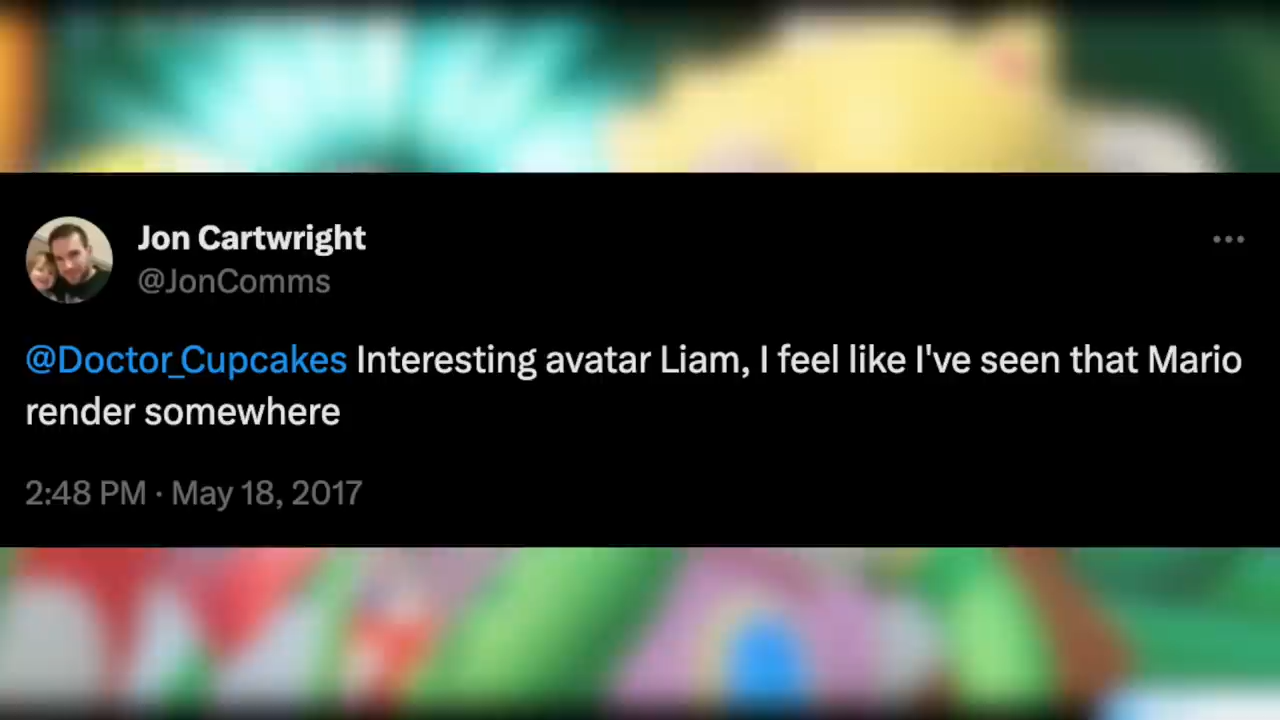 Jon Cartwright
@JonComms
@Doctor_Cupcakes Interesting avatar Liam, I feel like I've seen that Mario
render somewhere
2:48 PM · May 18, 2017